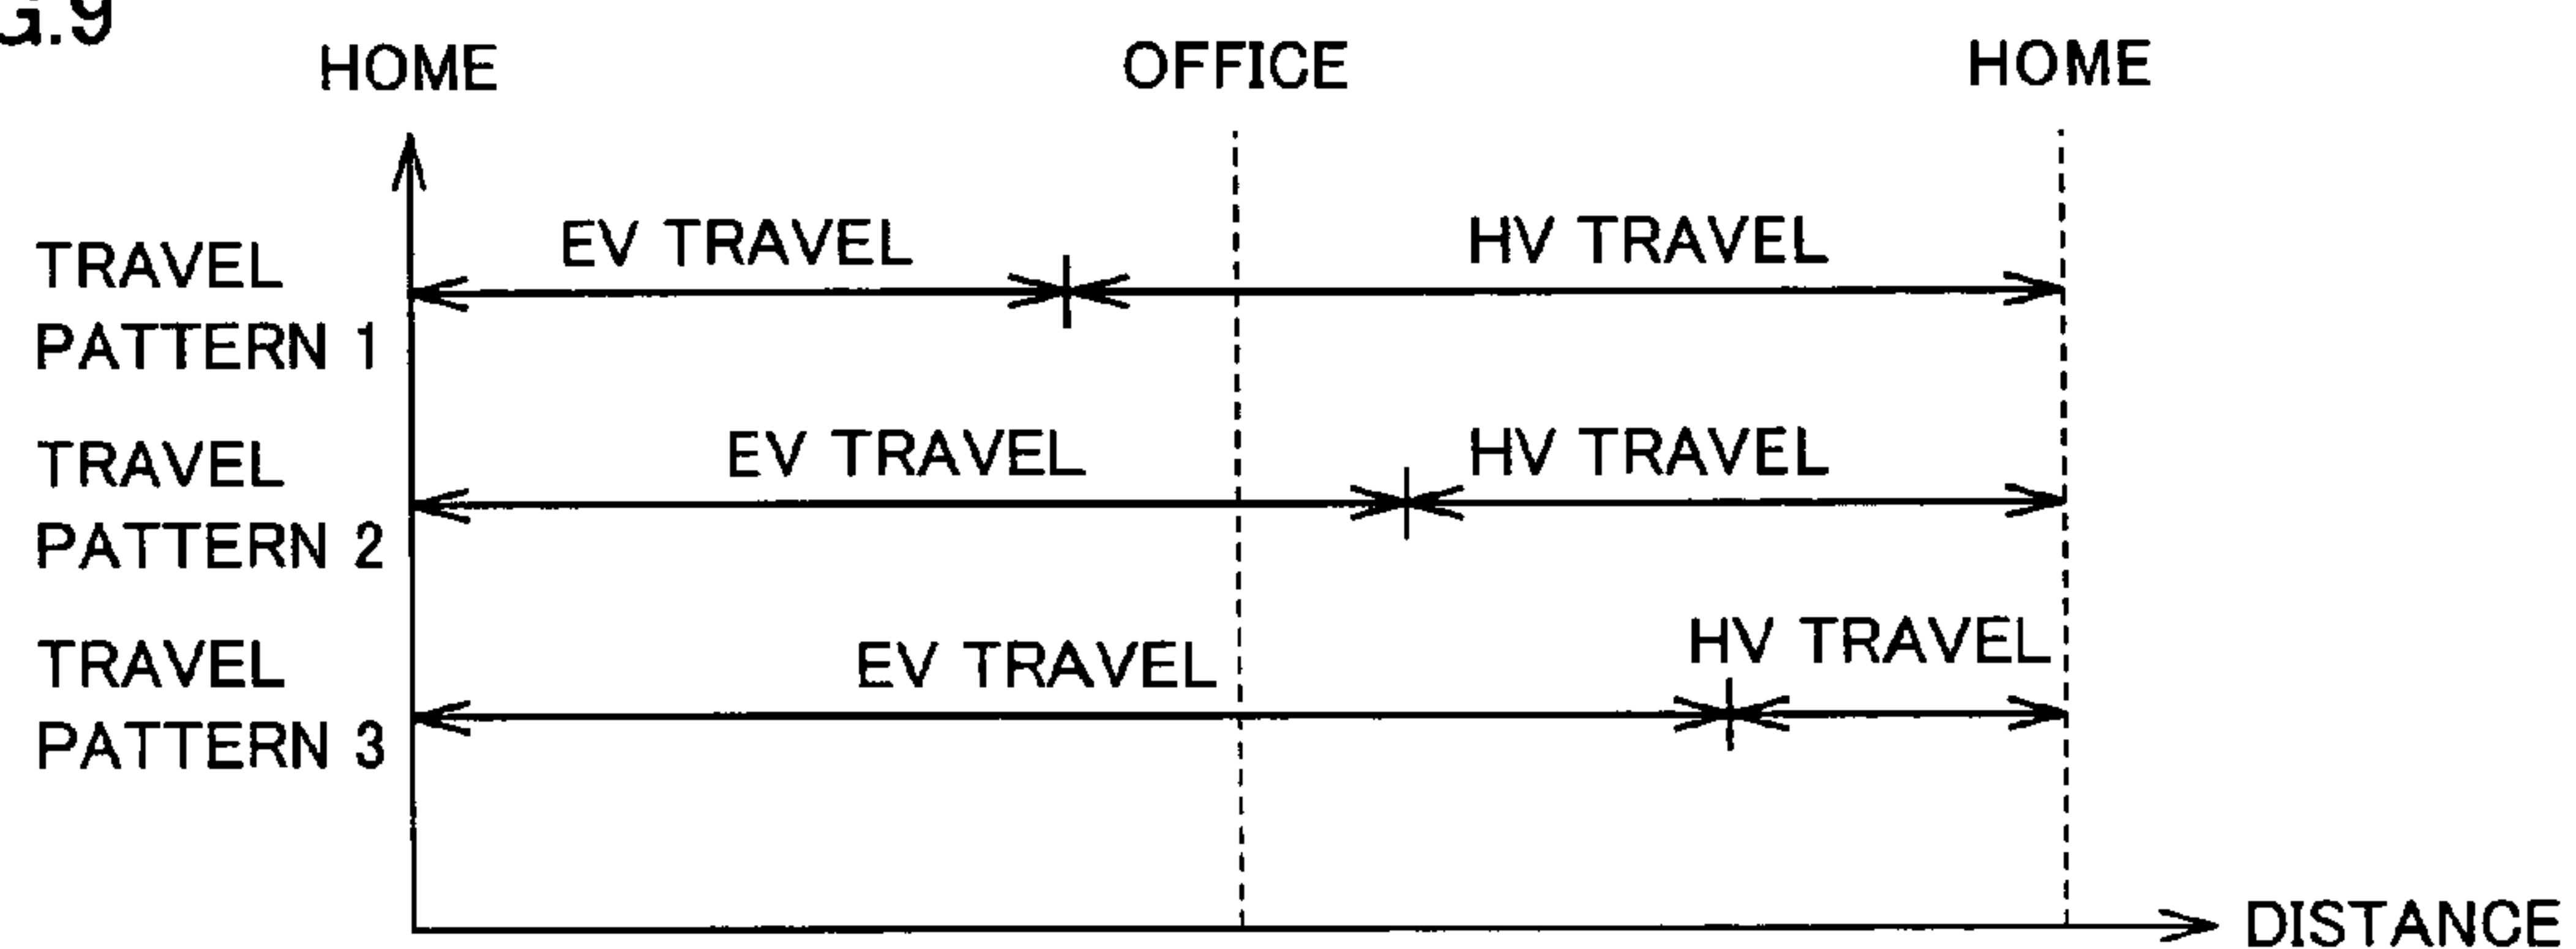 G.9
HOME OFFICE HOME
EV TRAVEL HV TRAVEL
TRAVEL
PATTERN 1
EV TRAVEL HV TRAVEL
TRAVEL
PATTERN 2
EV TRAVEL HV TRAVEL
TRAVEL
PATTERN 3
DISTANCE